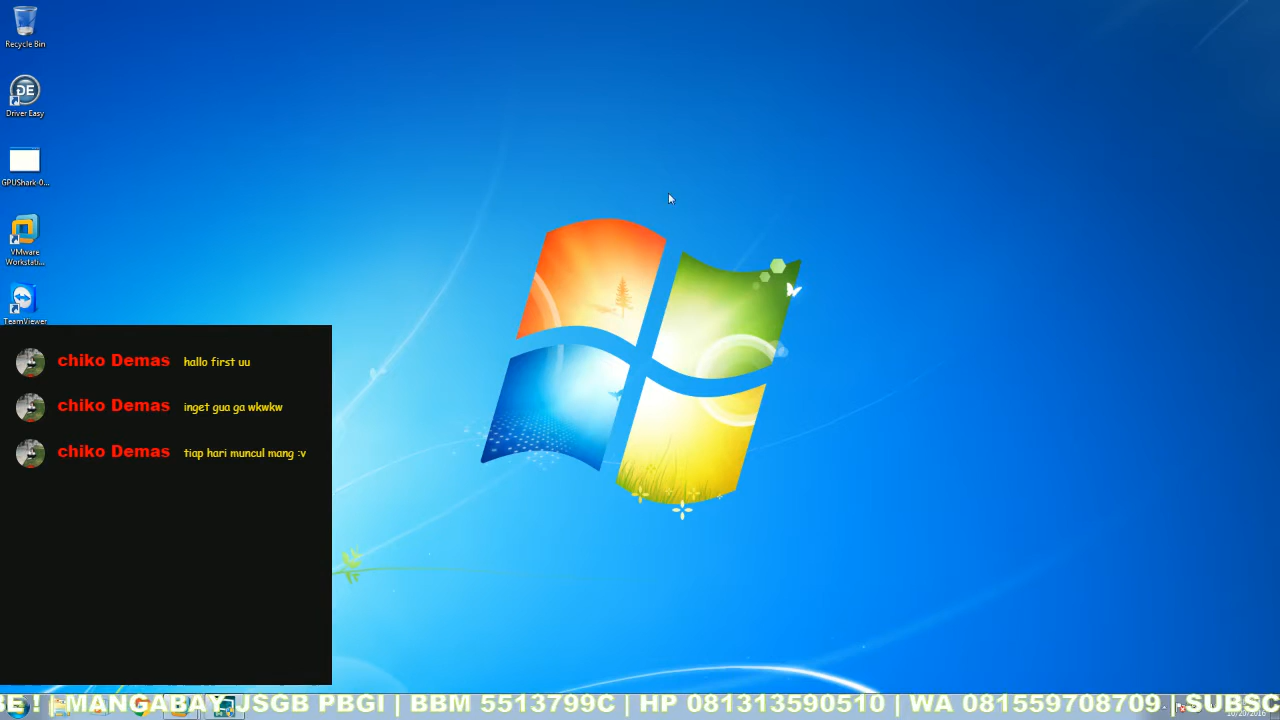 Recycle Bin
Driver Easy
GPUShark-0...
VMware
Workstati...
TeamViewer
chiko Demas hallo first uu
chiko Demas inget gua ga wkwkw
chiko Demas tiap hari muncul mang :v
BE ! | MANGABAY JSGB PBGI | BBM 5513799C | HP 081313590510 | WA 081559708709 | SUBSC